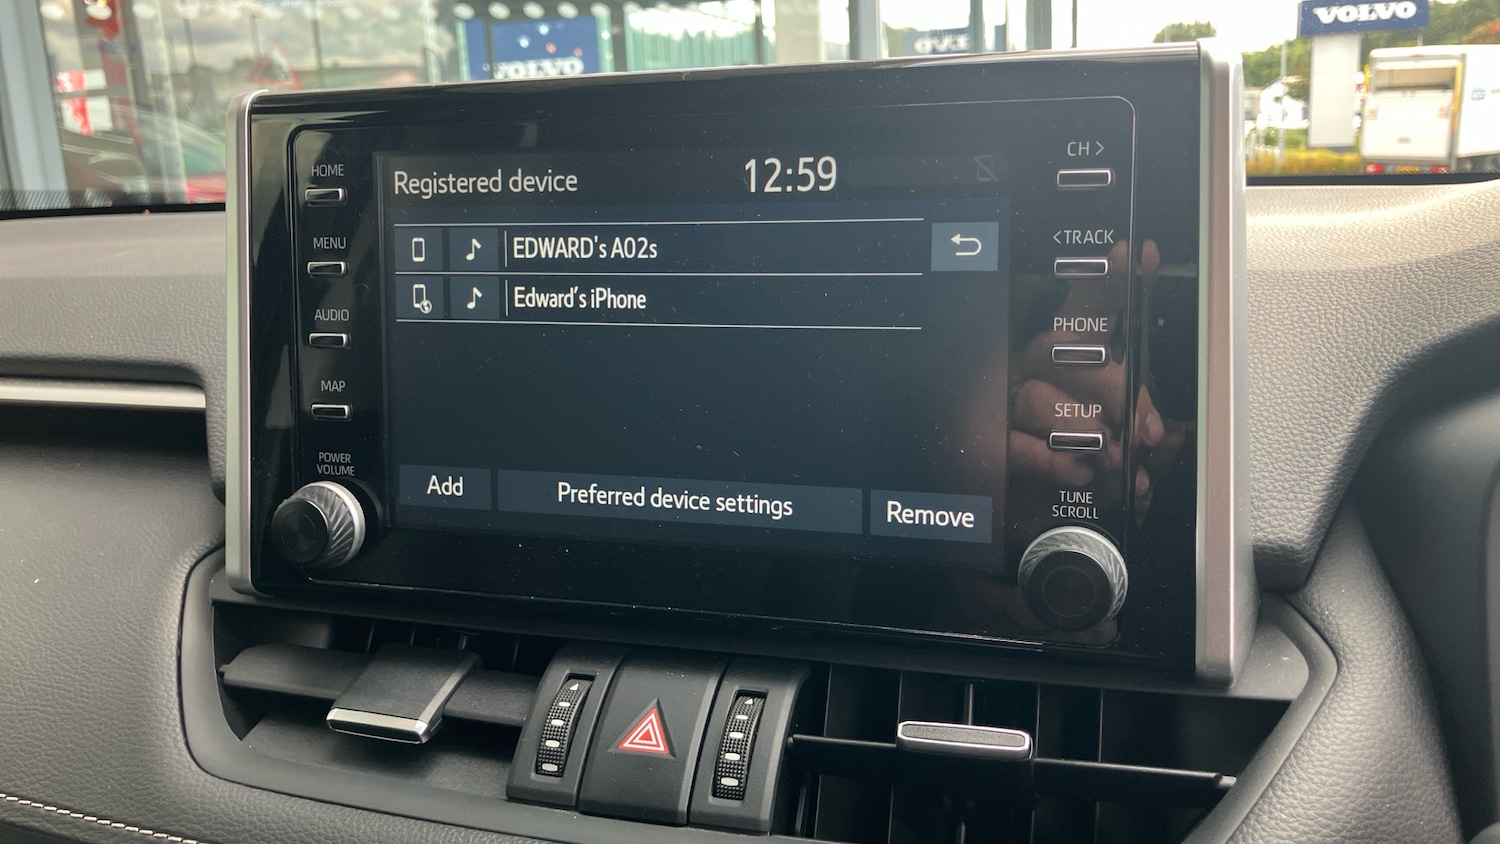 VOLVO
VOLVO
HOME
MENU
AUDIO
MAP
POWER
VOLUME
Registered device
12:59
EDWARD's A02s
Edward's iPhone
Add
Preferred device settings
Remove
CH >
<TRACK
PHONE
SETUP
TUNE
SCROLL